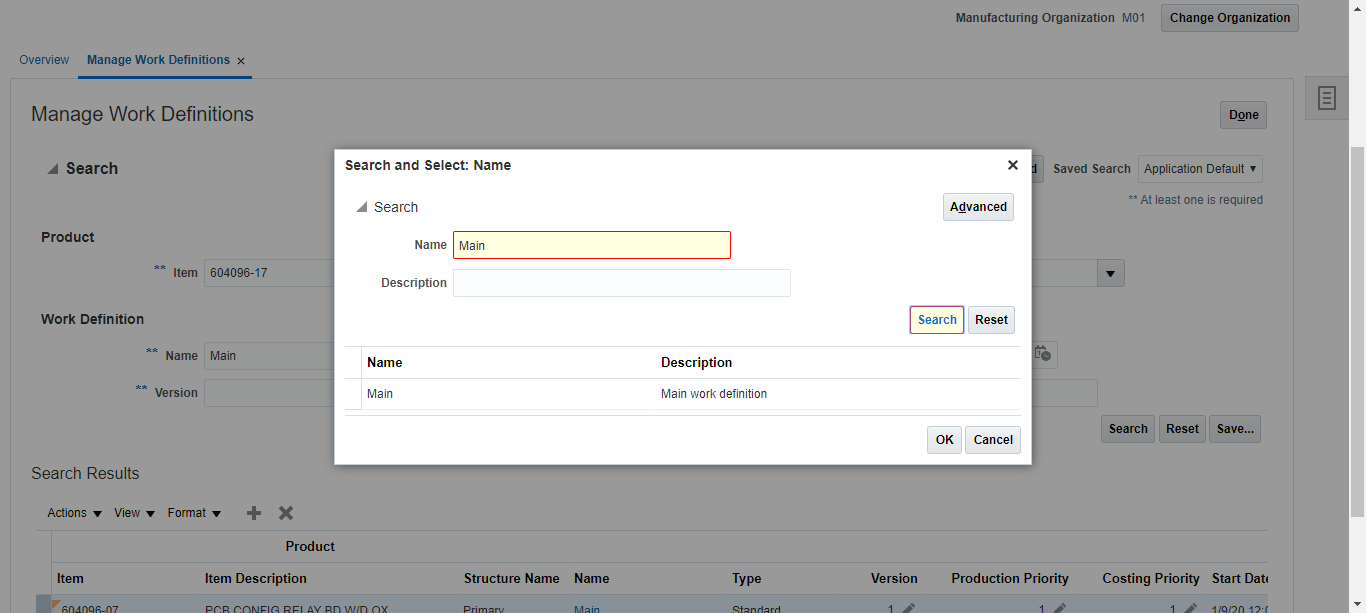 Manufacturing Organization M01 Change Organization
Overview Manage Work Definitions ×
Manage Work Definitions
Done
Search
d Saved Search Application Default
** At least one is required
Product
** Item 604096-17
Work Definition
** Name Main
** Version
Search Reset Save...
Search and Select: Name
Search
Advanced
Name Main
Description
Search Reset
Name Description
Main Main work definition
OK Cancel
Search Results
Actions View Format
Product
Item Item Description Structure Name Name Type Version Production Priority Costing Priority Start Date
604096-07 PCB CONFIG RELAY BD W/D OX Primary Main Standard 1 1 1 1/9/20 12:0